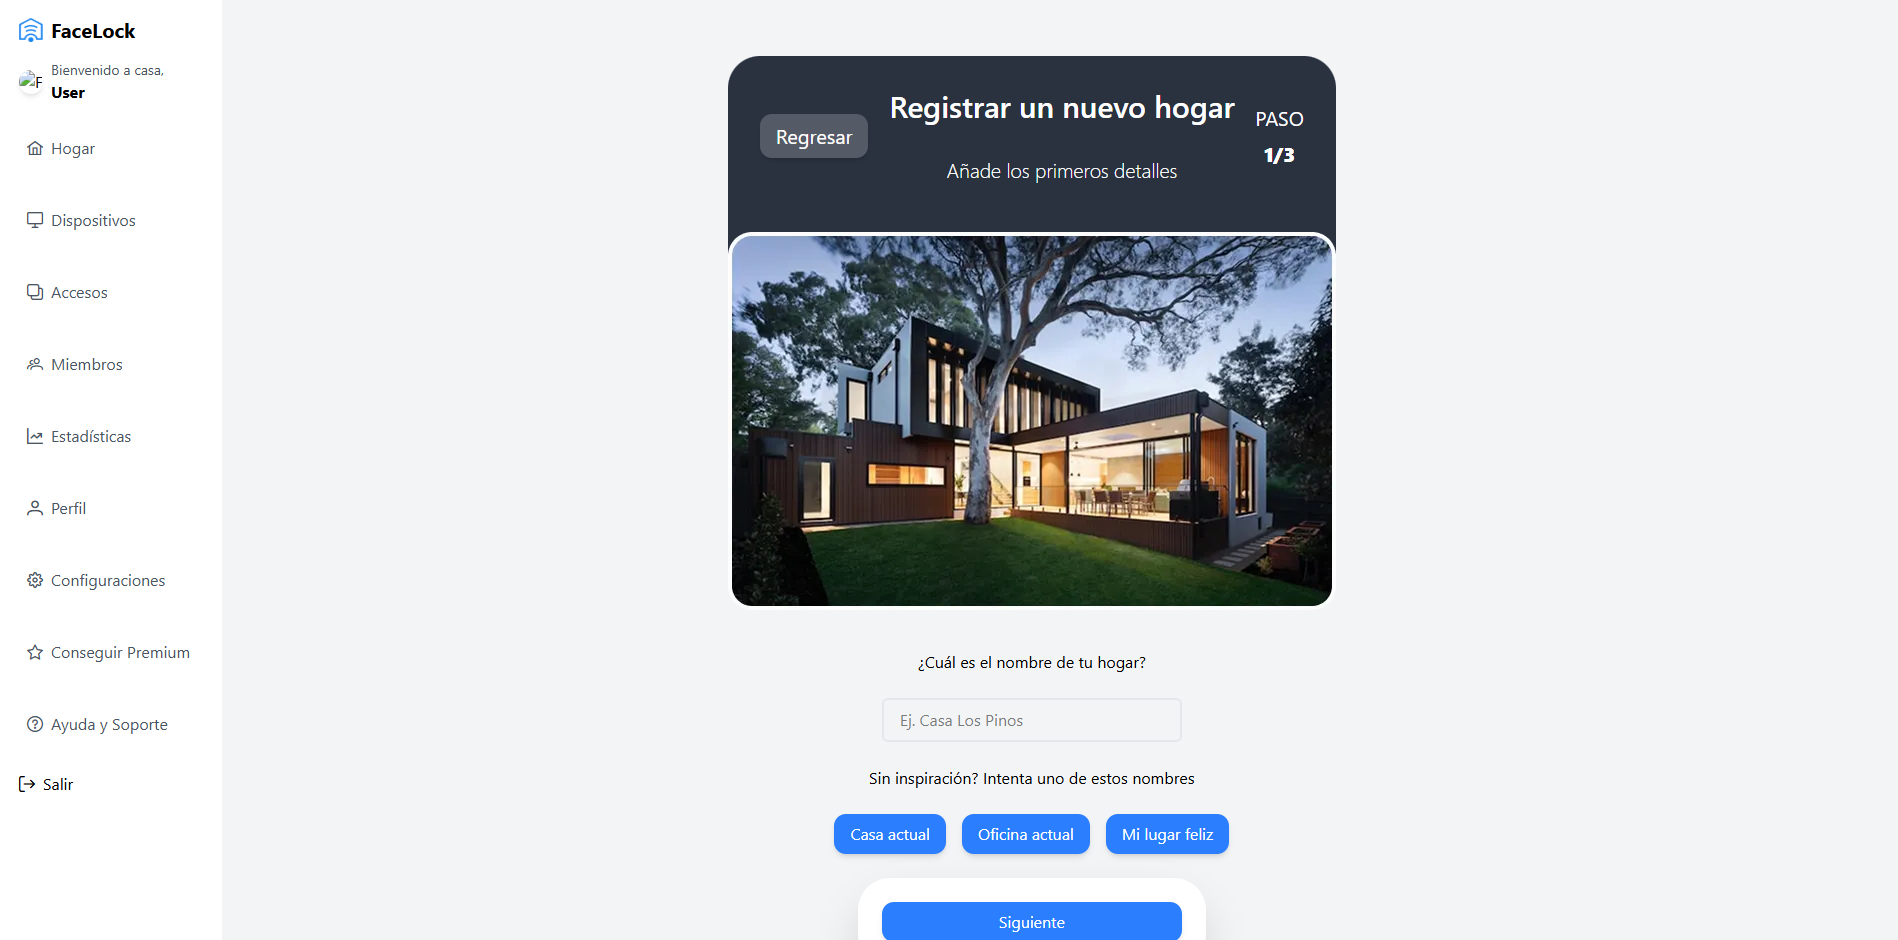 FaceLock
F
Bienvenido a casa,
User
Hogar
Dispositivos
Accesos
Miembros
Estadísticas
Perfil
Configuraciones
Conseguir Premium
Ayuda y Soporte
Salir
Regresar
Registrar un nuevo hogar
Añade los primeros detalles
PASO
1/3
¿Cuál es el nombre de tu hogar?
Ej. Casa Los Pinos
Sin inspiración? Intenta uno de estos nombres
Casa actual
Oficina actual
Mi lugar feliz
Siguiente